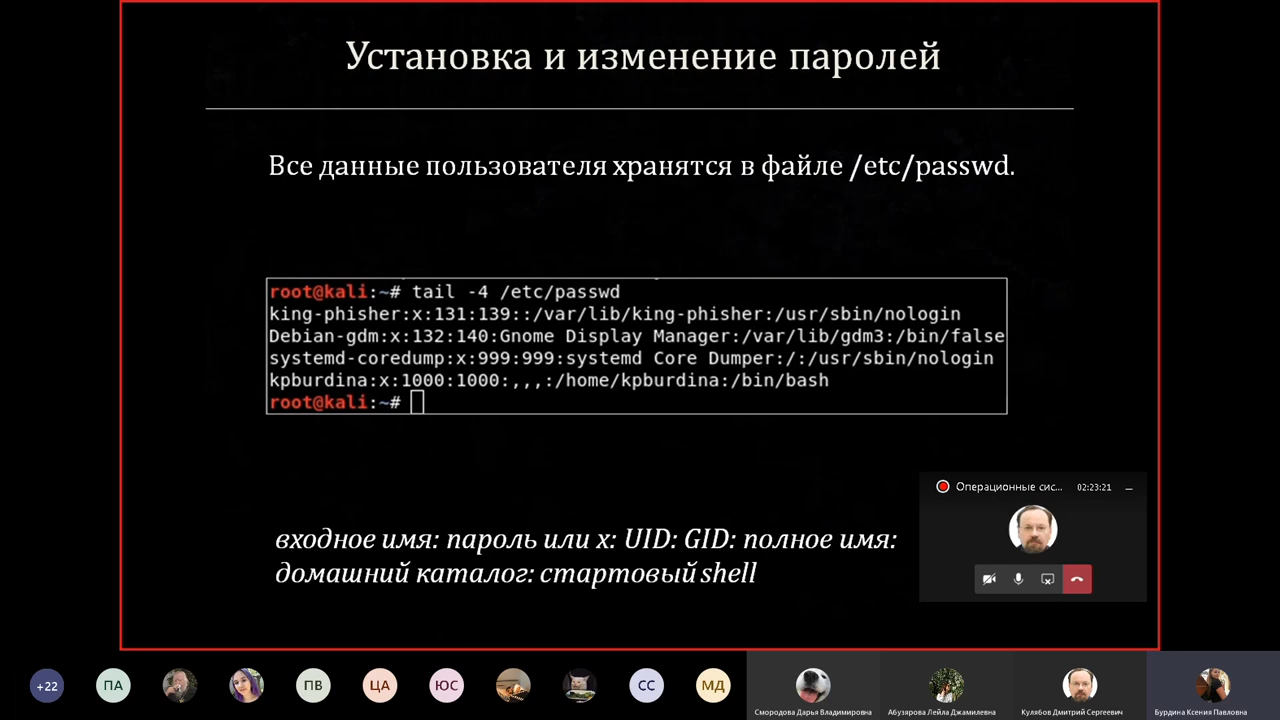 Установка и изменение паролей
Все данные пользователя хранятся в файле /etc/passwd.
root@kali:~# tail -4 /etc/passwd
king-phisher:x:131:139::/var/lib/king-phisher:/usr/sbin/nologin
Debian-gdm:x:132:140:Gnome Display Manager:/var/lib/gdm3:/bin/false
systemd-coredump:x:999:999:systemd Core Dumper:/:/usr/sbin/nologin
kpburdina:x:1000:1000:,,,:/home/kpburdina:/bin/bash
root@kali:~#
Операционные сис... 02:23:21
входное имя: пароль или x: UID: GID: полное имя:
домашний каталог: стартовый shell
+22 ПА ПВ ЦА ЮС СС МД
Смородова Дарья Владимировна Абузярова Лейла Джамилевна Кулябов Дмитрий Сергеевич Бурдина Ксения Павловна